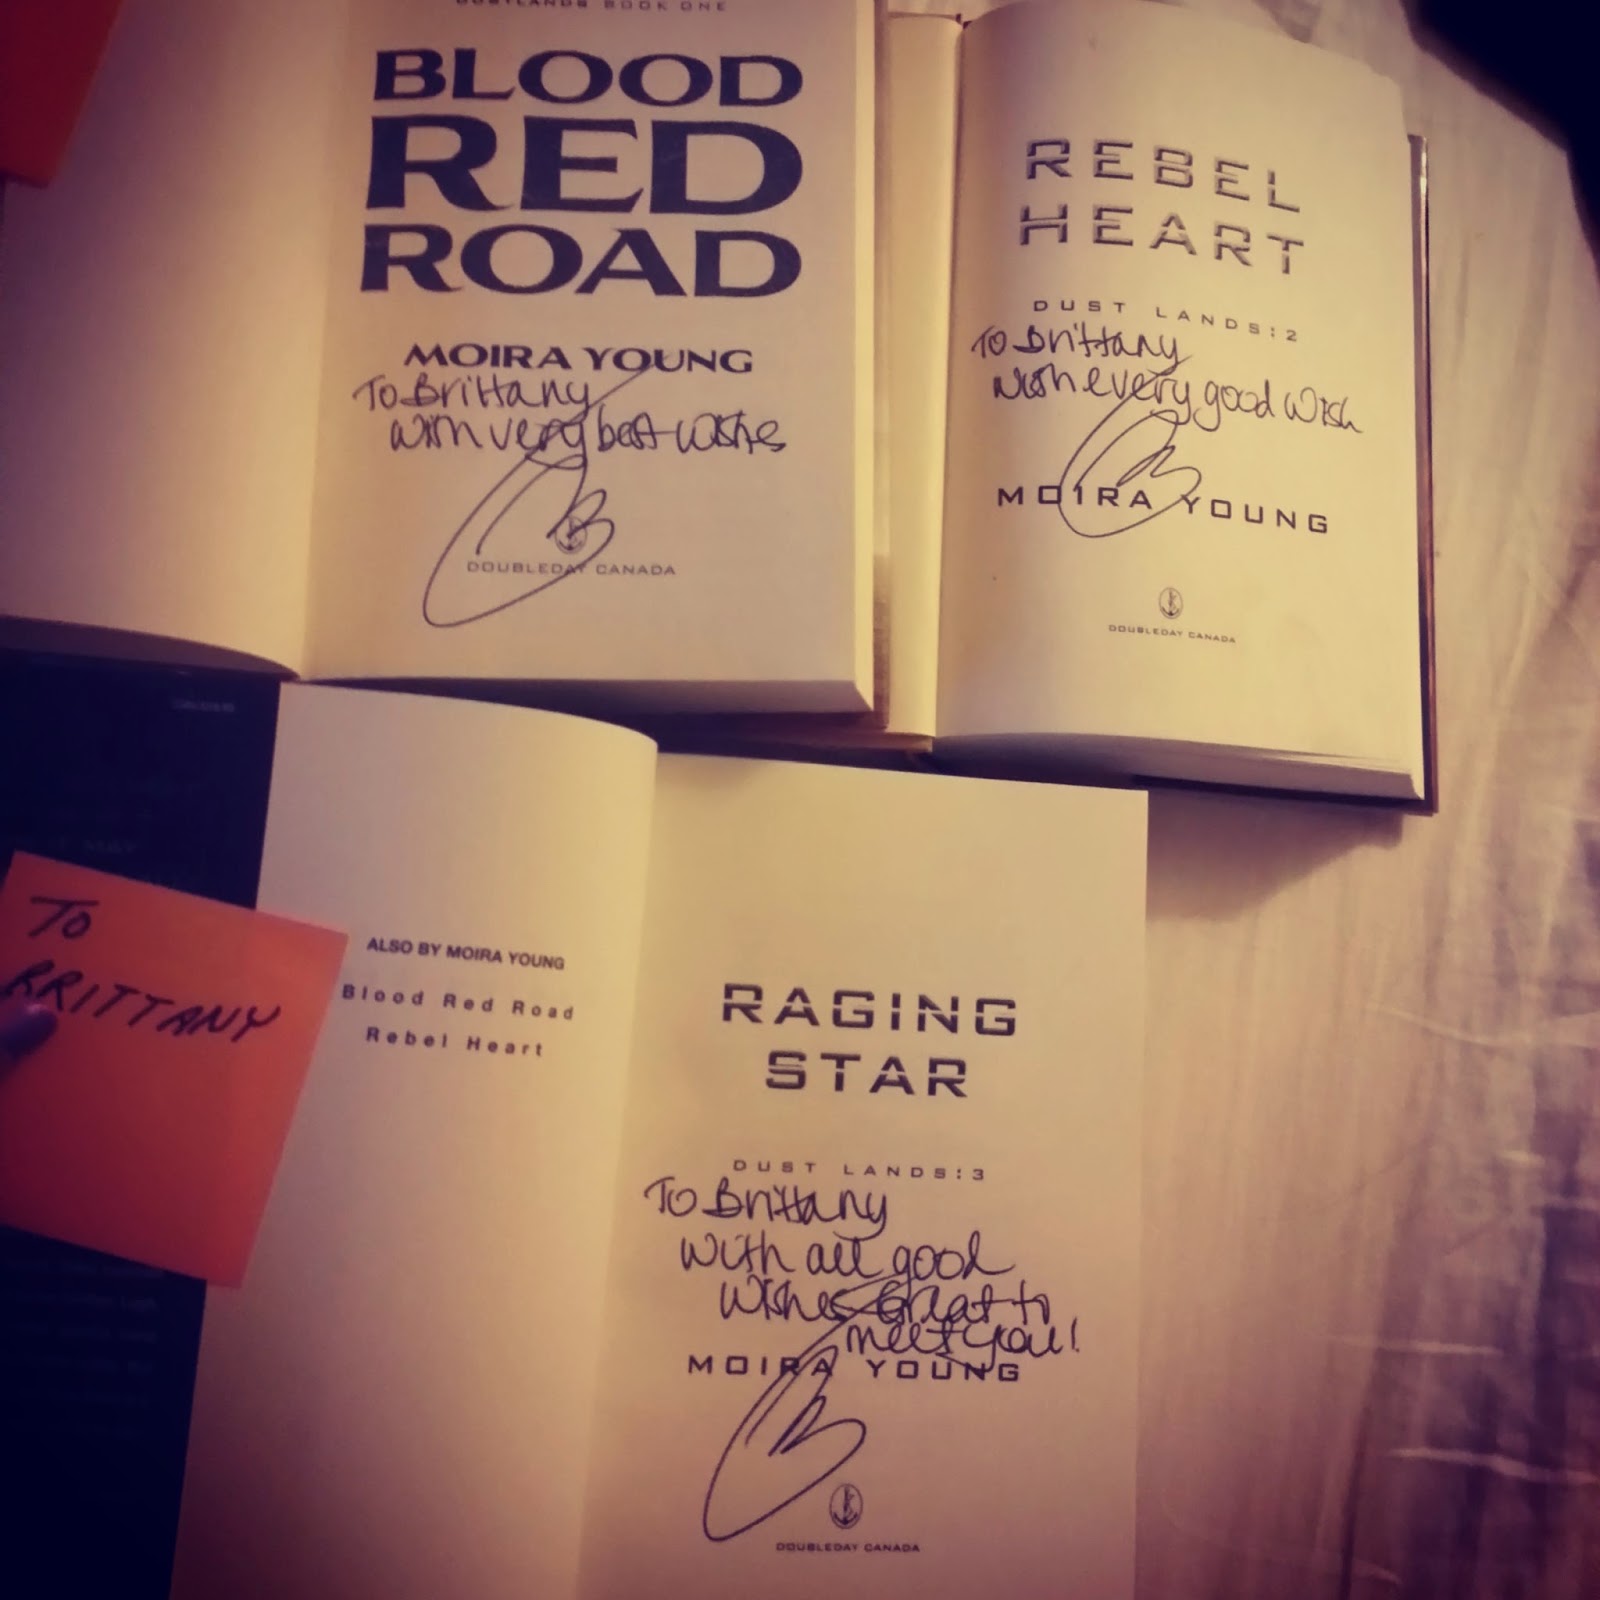 DUSTLANDS BOOK ONE
BLOOD
RED
ROAD
MOIRA YOUNG
To Brittany
with very best wishes
DOUBLEDAY CANADA
REBEL
HEART
DUST LANDS:2
To Brittany
with every good wish
MOIRA YOUNG
DOUBLEDAY CANADA
TO
BRITTANY
ALSO BY MOIRA YOUNG
Blood Red Road
Rebel Heart
RAGING
STAR
DUST LANDS:3
To Brittany
with all good
wishes Great to
meet you!
MOIRA YOUNG
DOUBLEDAY CANADA